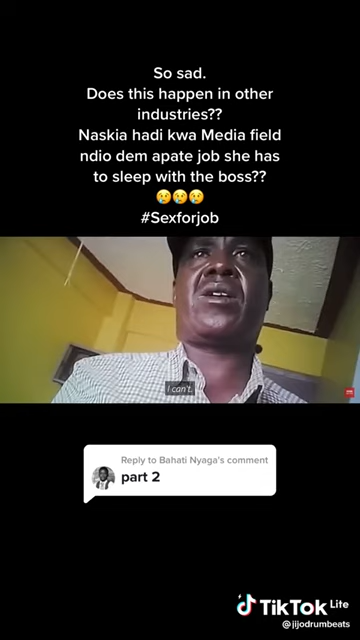 So sad.
Does this happen in other
industries??
Naskia hadi kwa Media field
ndio dem apate job she has
to sleep with the boss??
😢😢😢
#Sexforjob
I can't.
Reply to Bahati Nyaga's comment
part 2
TikTok Lite
@jijodrumbeats